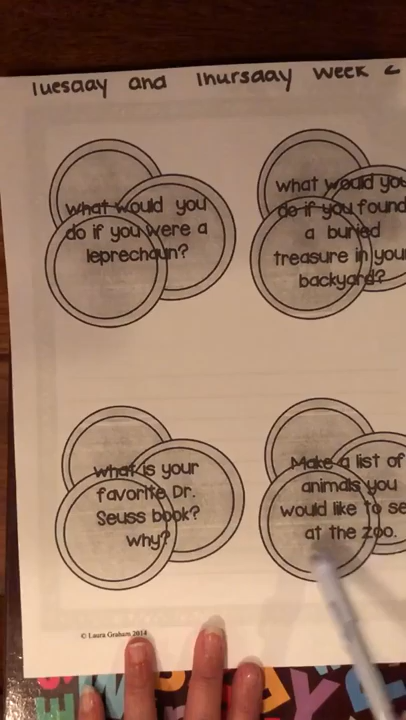 Tuesday and Thursday Week 2
What would you
do if you were a
leprechaun?
What would you
do if you found
a buried
treasure in your
backyard?
What is your
favorite Dr.
Seuss book?
Why?
Make a list of
animals you
would like to se
at the zoo.
© Laura Graham 2014